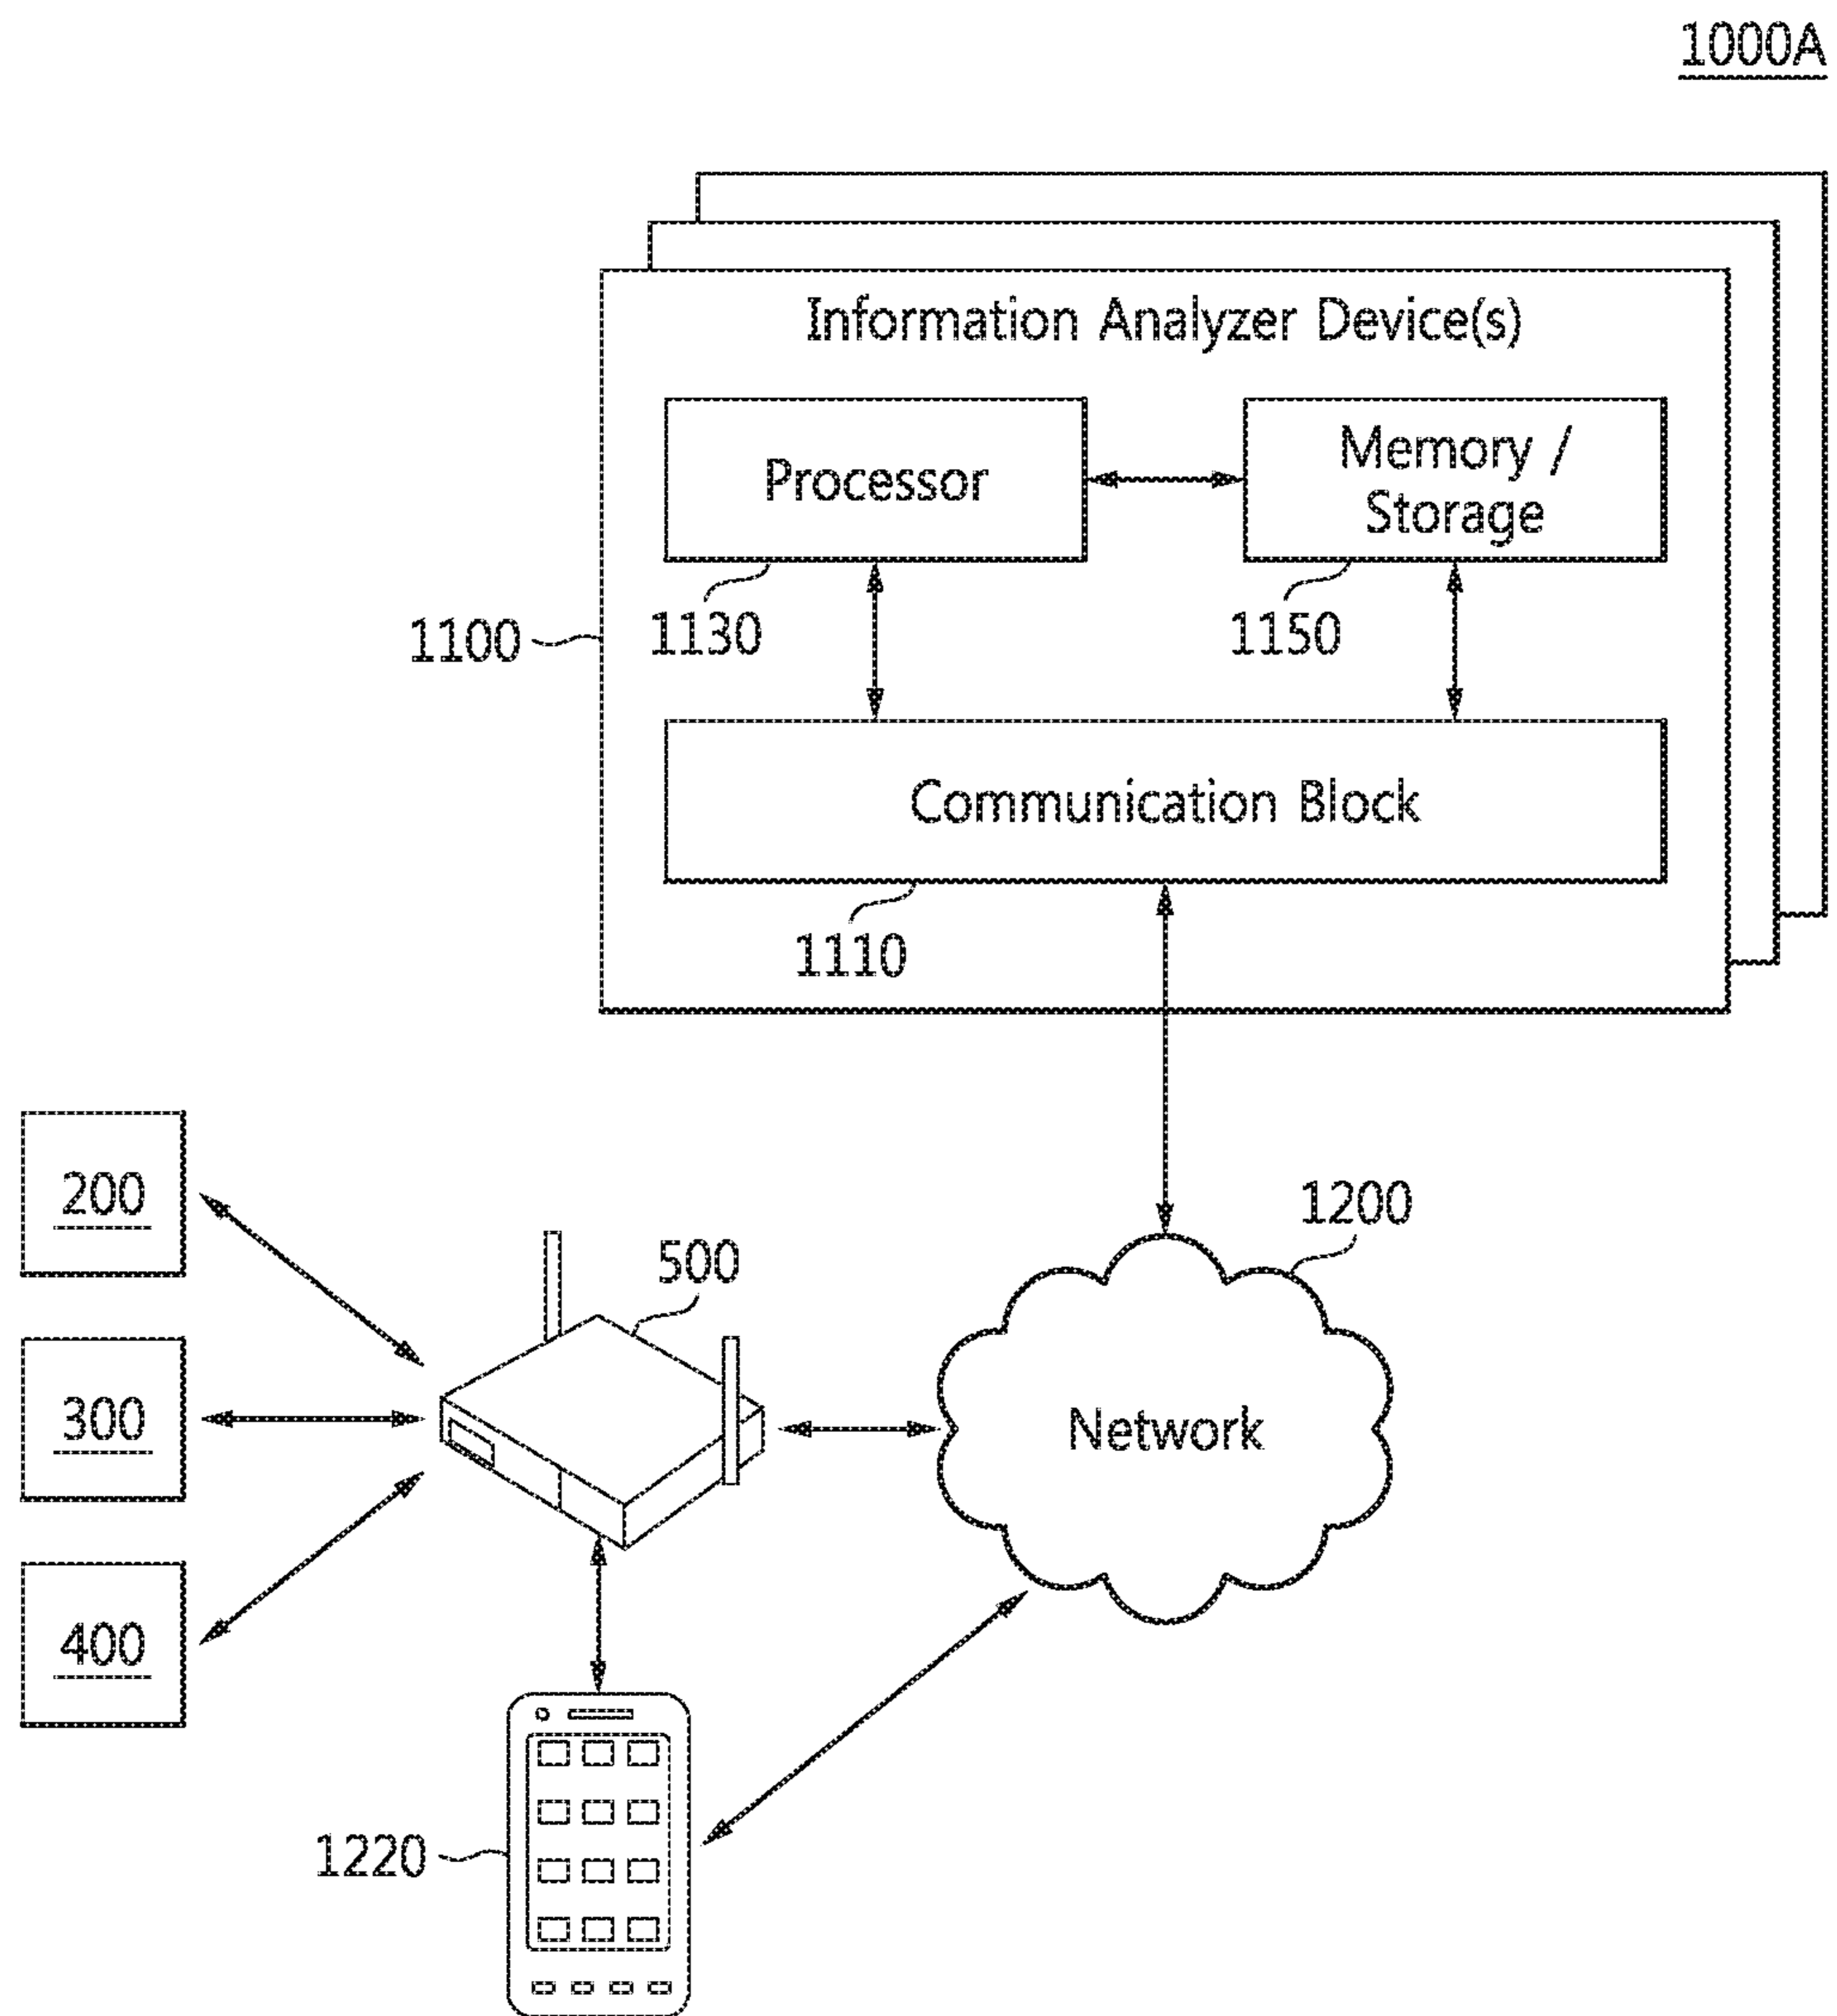 1000A
Information Analyzer Device(s)
Processor
Memory /
Storage
1130
1150
1100
Communication Block
1110
200
1200
500
300
Network
400
1220